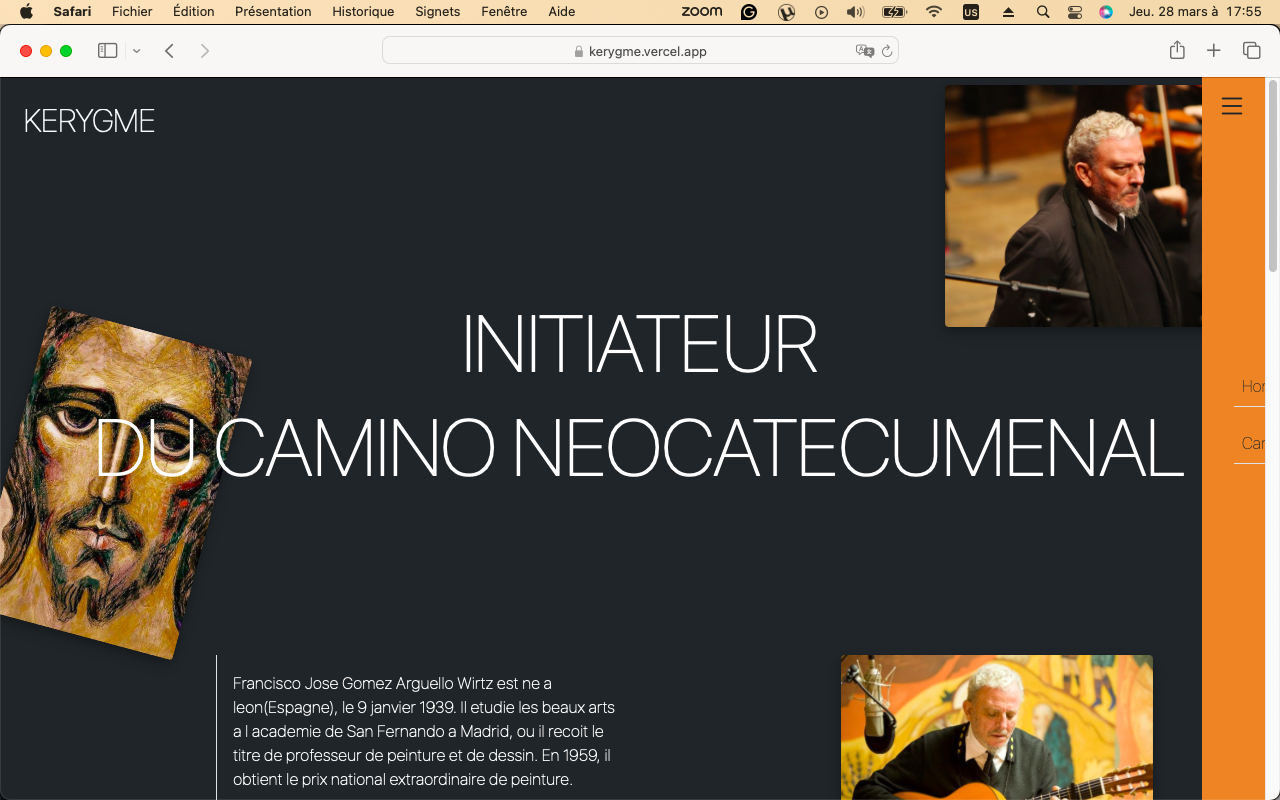 Safari Fichier Édition Présentation Historique Signets Fenêtre Aide zoom US Jeu. 28 mars à 17:55
kerygme.vercel.app
KERYGME
INITIATEUR
DU CAMINO NEOCATECUMENAL
Hor
Car
Francisco Jose Gomez Arguello Wirtz est ne a
leon(Espagne), le 9 janvier 1939. Il etudie les beaux arts
a l academie de San Fernando a Madrid, ou il recoit le
titre de professeur de peinture et de dessin. En 1959, il
obtient le prix national extraordinaire de peinture.